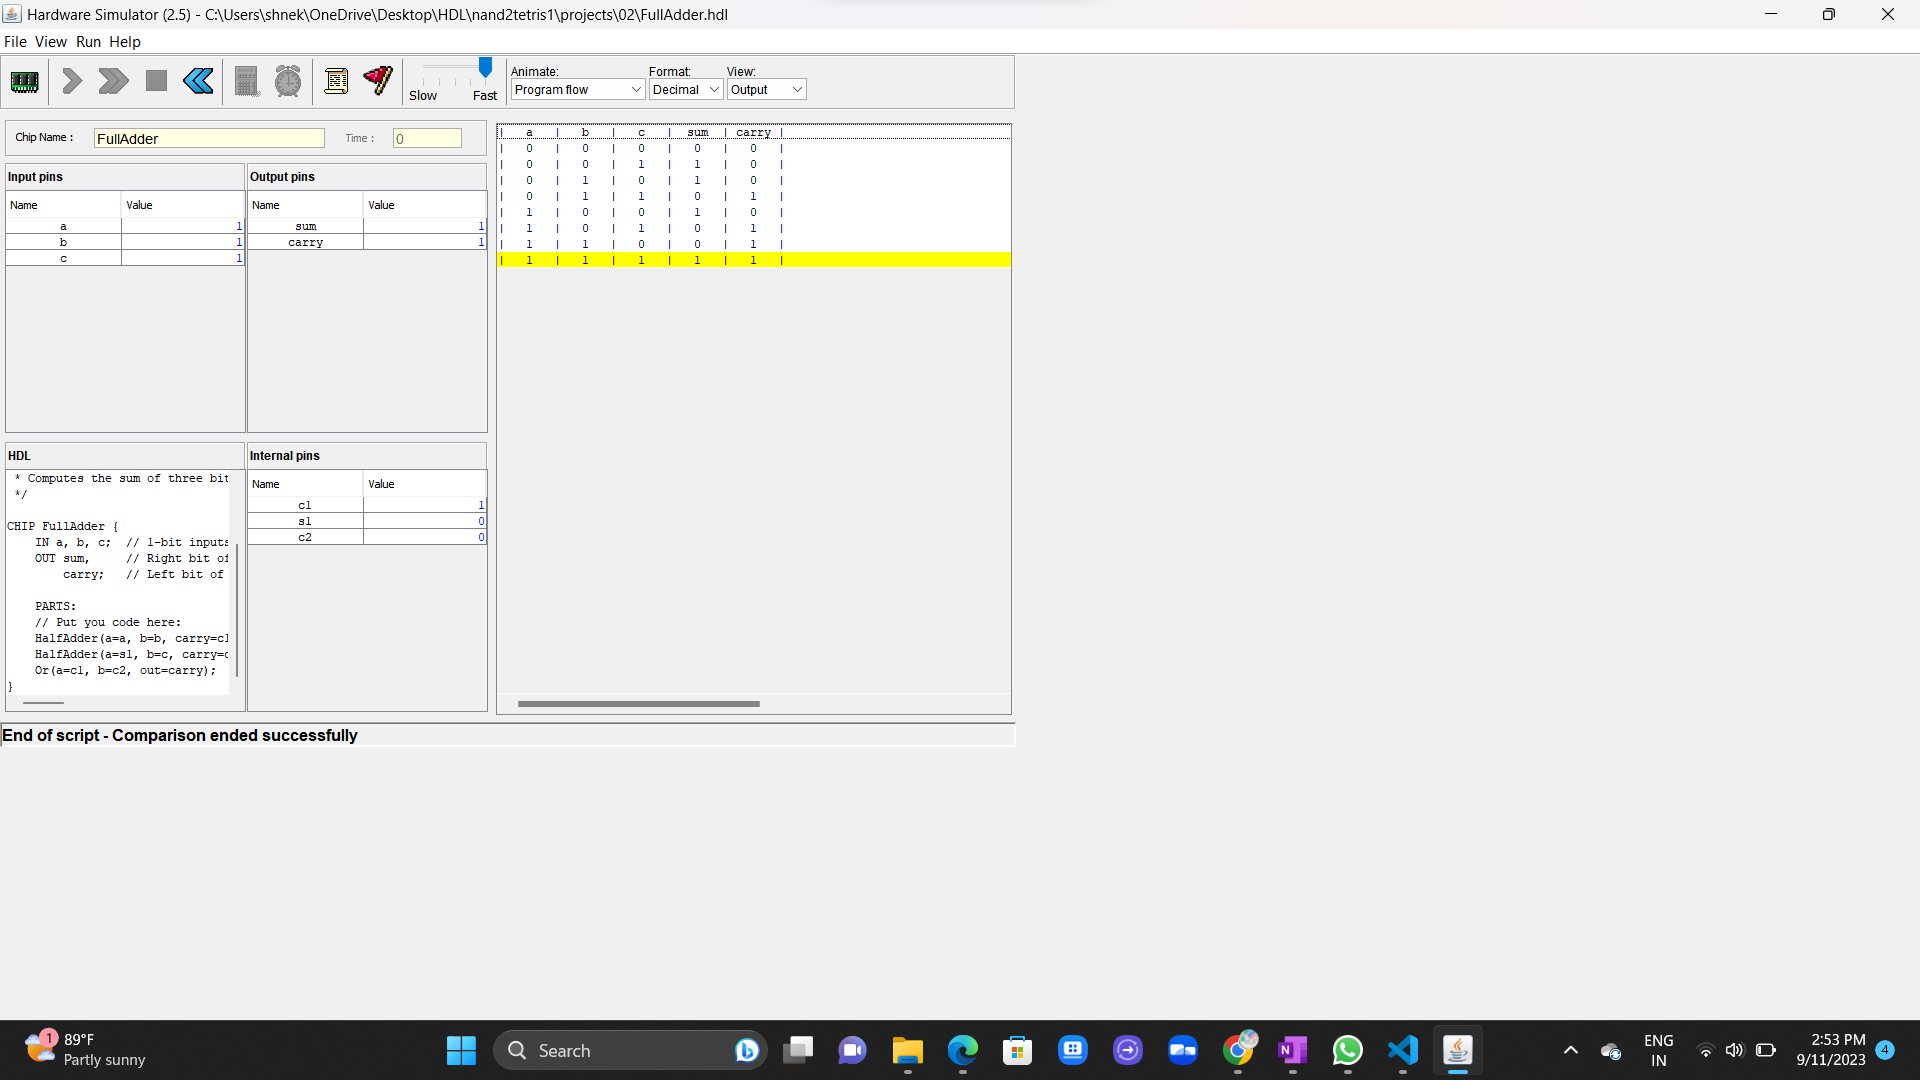 Hardware Simulator (2.5) - C:\Users\shnek\OneDrive\Desktop\HDL\nand2tetris1\projects\02\FullAdder.hdl
File View Run Help
Slow Fast
Animate: Format: View:
Program flow Decimal Output
Chip Name : FullAdder Time : 0
Input pins
Name Value
a 1
b 1
c 1
Output pins
Name Value
sum 1
carry 1
| a | b | c | sum | carry |
| 0 | 0 | 0 | 0 | 0 |
| 0 | 0 | 1 | 1 | 0 |
| 0 | 1 | 0 | 1 | 0 |
| 0 | 1 | 1 | 0 | 1 |
| 1 | 0 | 0 | 1 | 0 |
| 1 | 0 | 1 | 0 | 1 |
| 1 | 1 | 0 | 0 | 1 |
| 1 | 1 | 1 | 1 | 1 |
HDL
* Computes the sum of three bit
*/
CHIP FullAdder {
IN a, b, c; // 1-bit inputs
OUT sum, // Right bit of
carry; // Left bit of
PARTS:
// Put you code here:
HalfAdder(a=a, b=b, carry=c1
HalfAdder(a=s1, b=c, carry=c
Or(a=c1, b=c2, out=carry);
}
Internal pins
Name Value
c1 1
s1 0
c2 0
End of script - Comparison ended successfully
1
89°F
Partly sunny
Search
N
ENG
IN
2:53 PM
9/11/2023
4